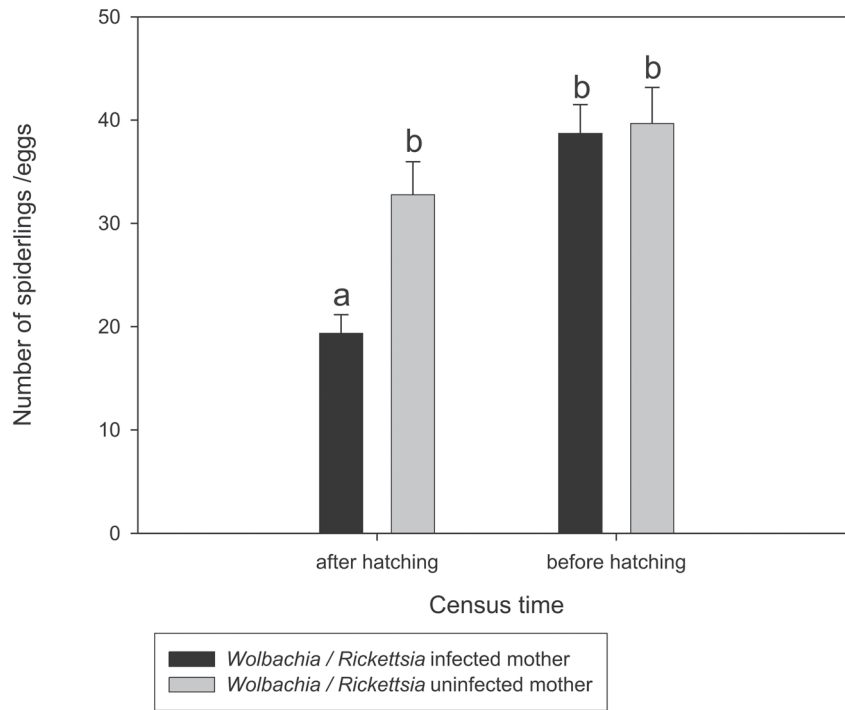 50
40
30
20
10
0
Number of spiderlings /eggs
a
b
b
b
after hatching
before hatching
Census time
Wolbachia / Rickettsia infected mother
Wolbachia / Rickettsia uninfected mother